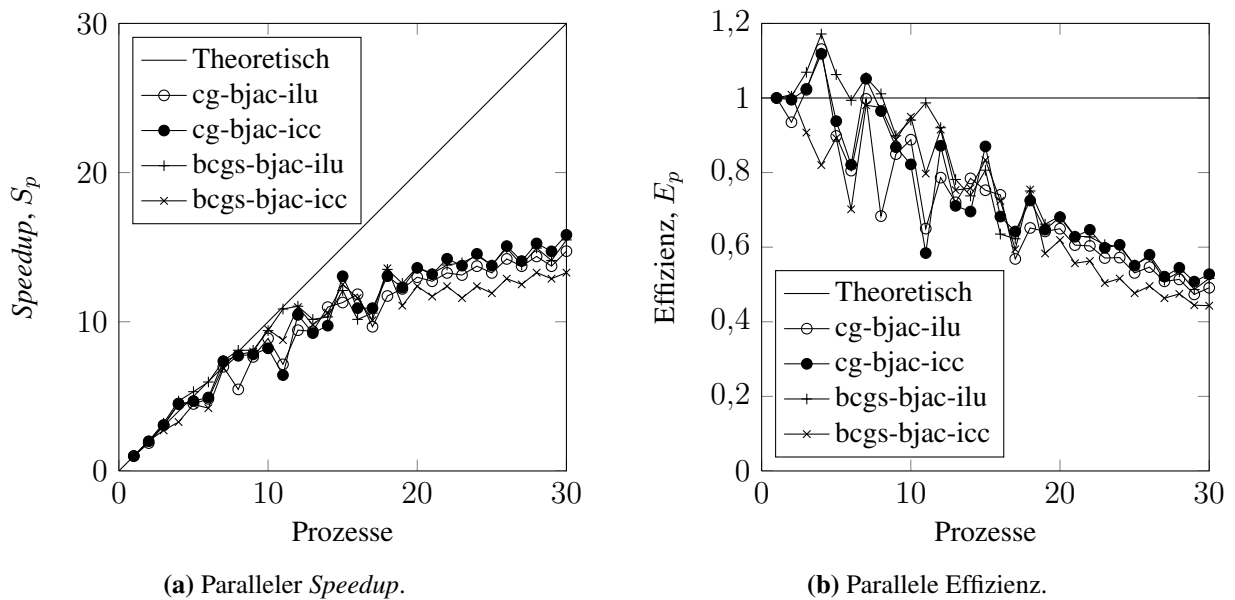 30
20
10
0
0
10
20
30
Speedup, Sₚ
Prozesse
Theoretisch
cg-bjac-ilu
cg-bjac-icc
bcgs-bjac-ilu
bcgs-bjac-icc
(a) Paralleler Speedup.
1,2
1
0,8
0,6
0,4
0,2
0
0
10
20
30
Effizienz, Eₚ
Prozesse
Theoretisch
cg-bjac-ilu
cg-bjac-icc
bcgs-bjac-ilu
bcgs-bjac-icc
(b) Parallele Effizienz.